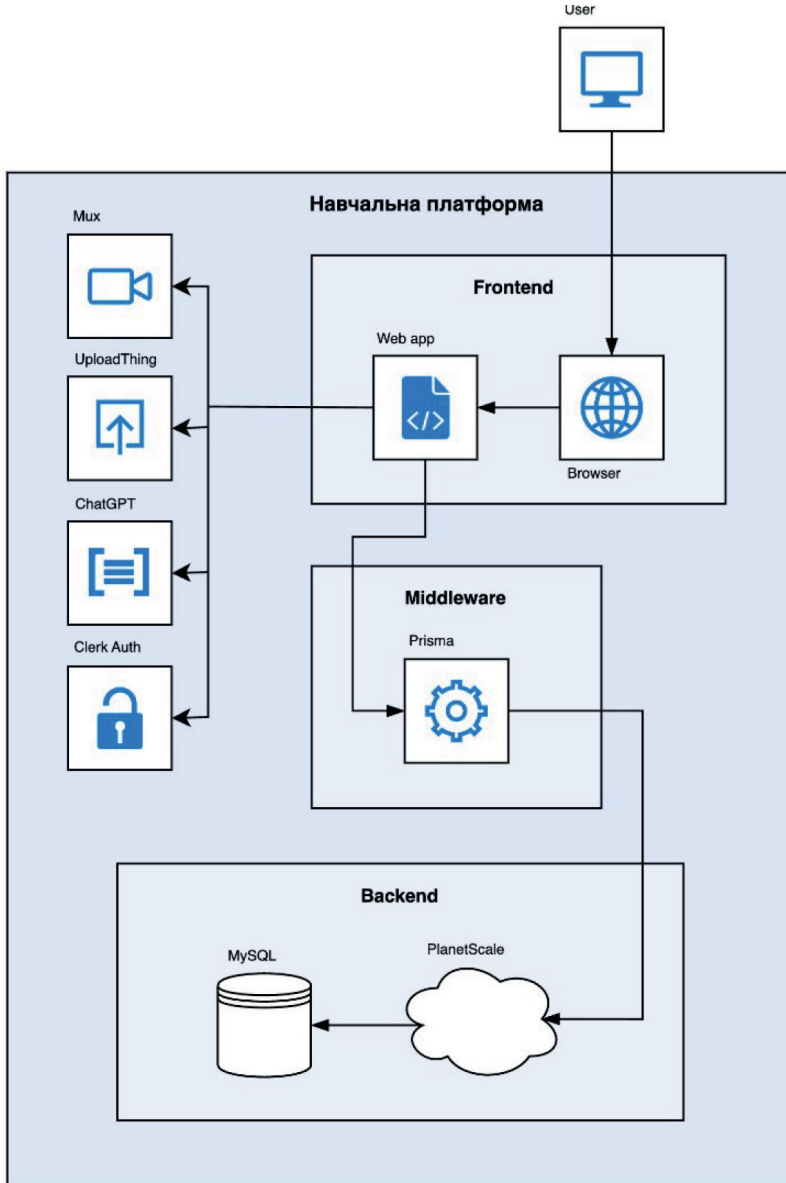 User
Навчальна платформа
Mux
Frontend
Web app
UploadThing
Browser
ChatGPT
Middleware
Clerk Auth
Prisma
Backend
MySQL
PlanetScale